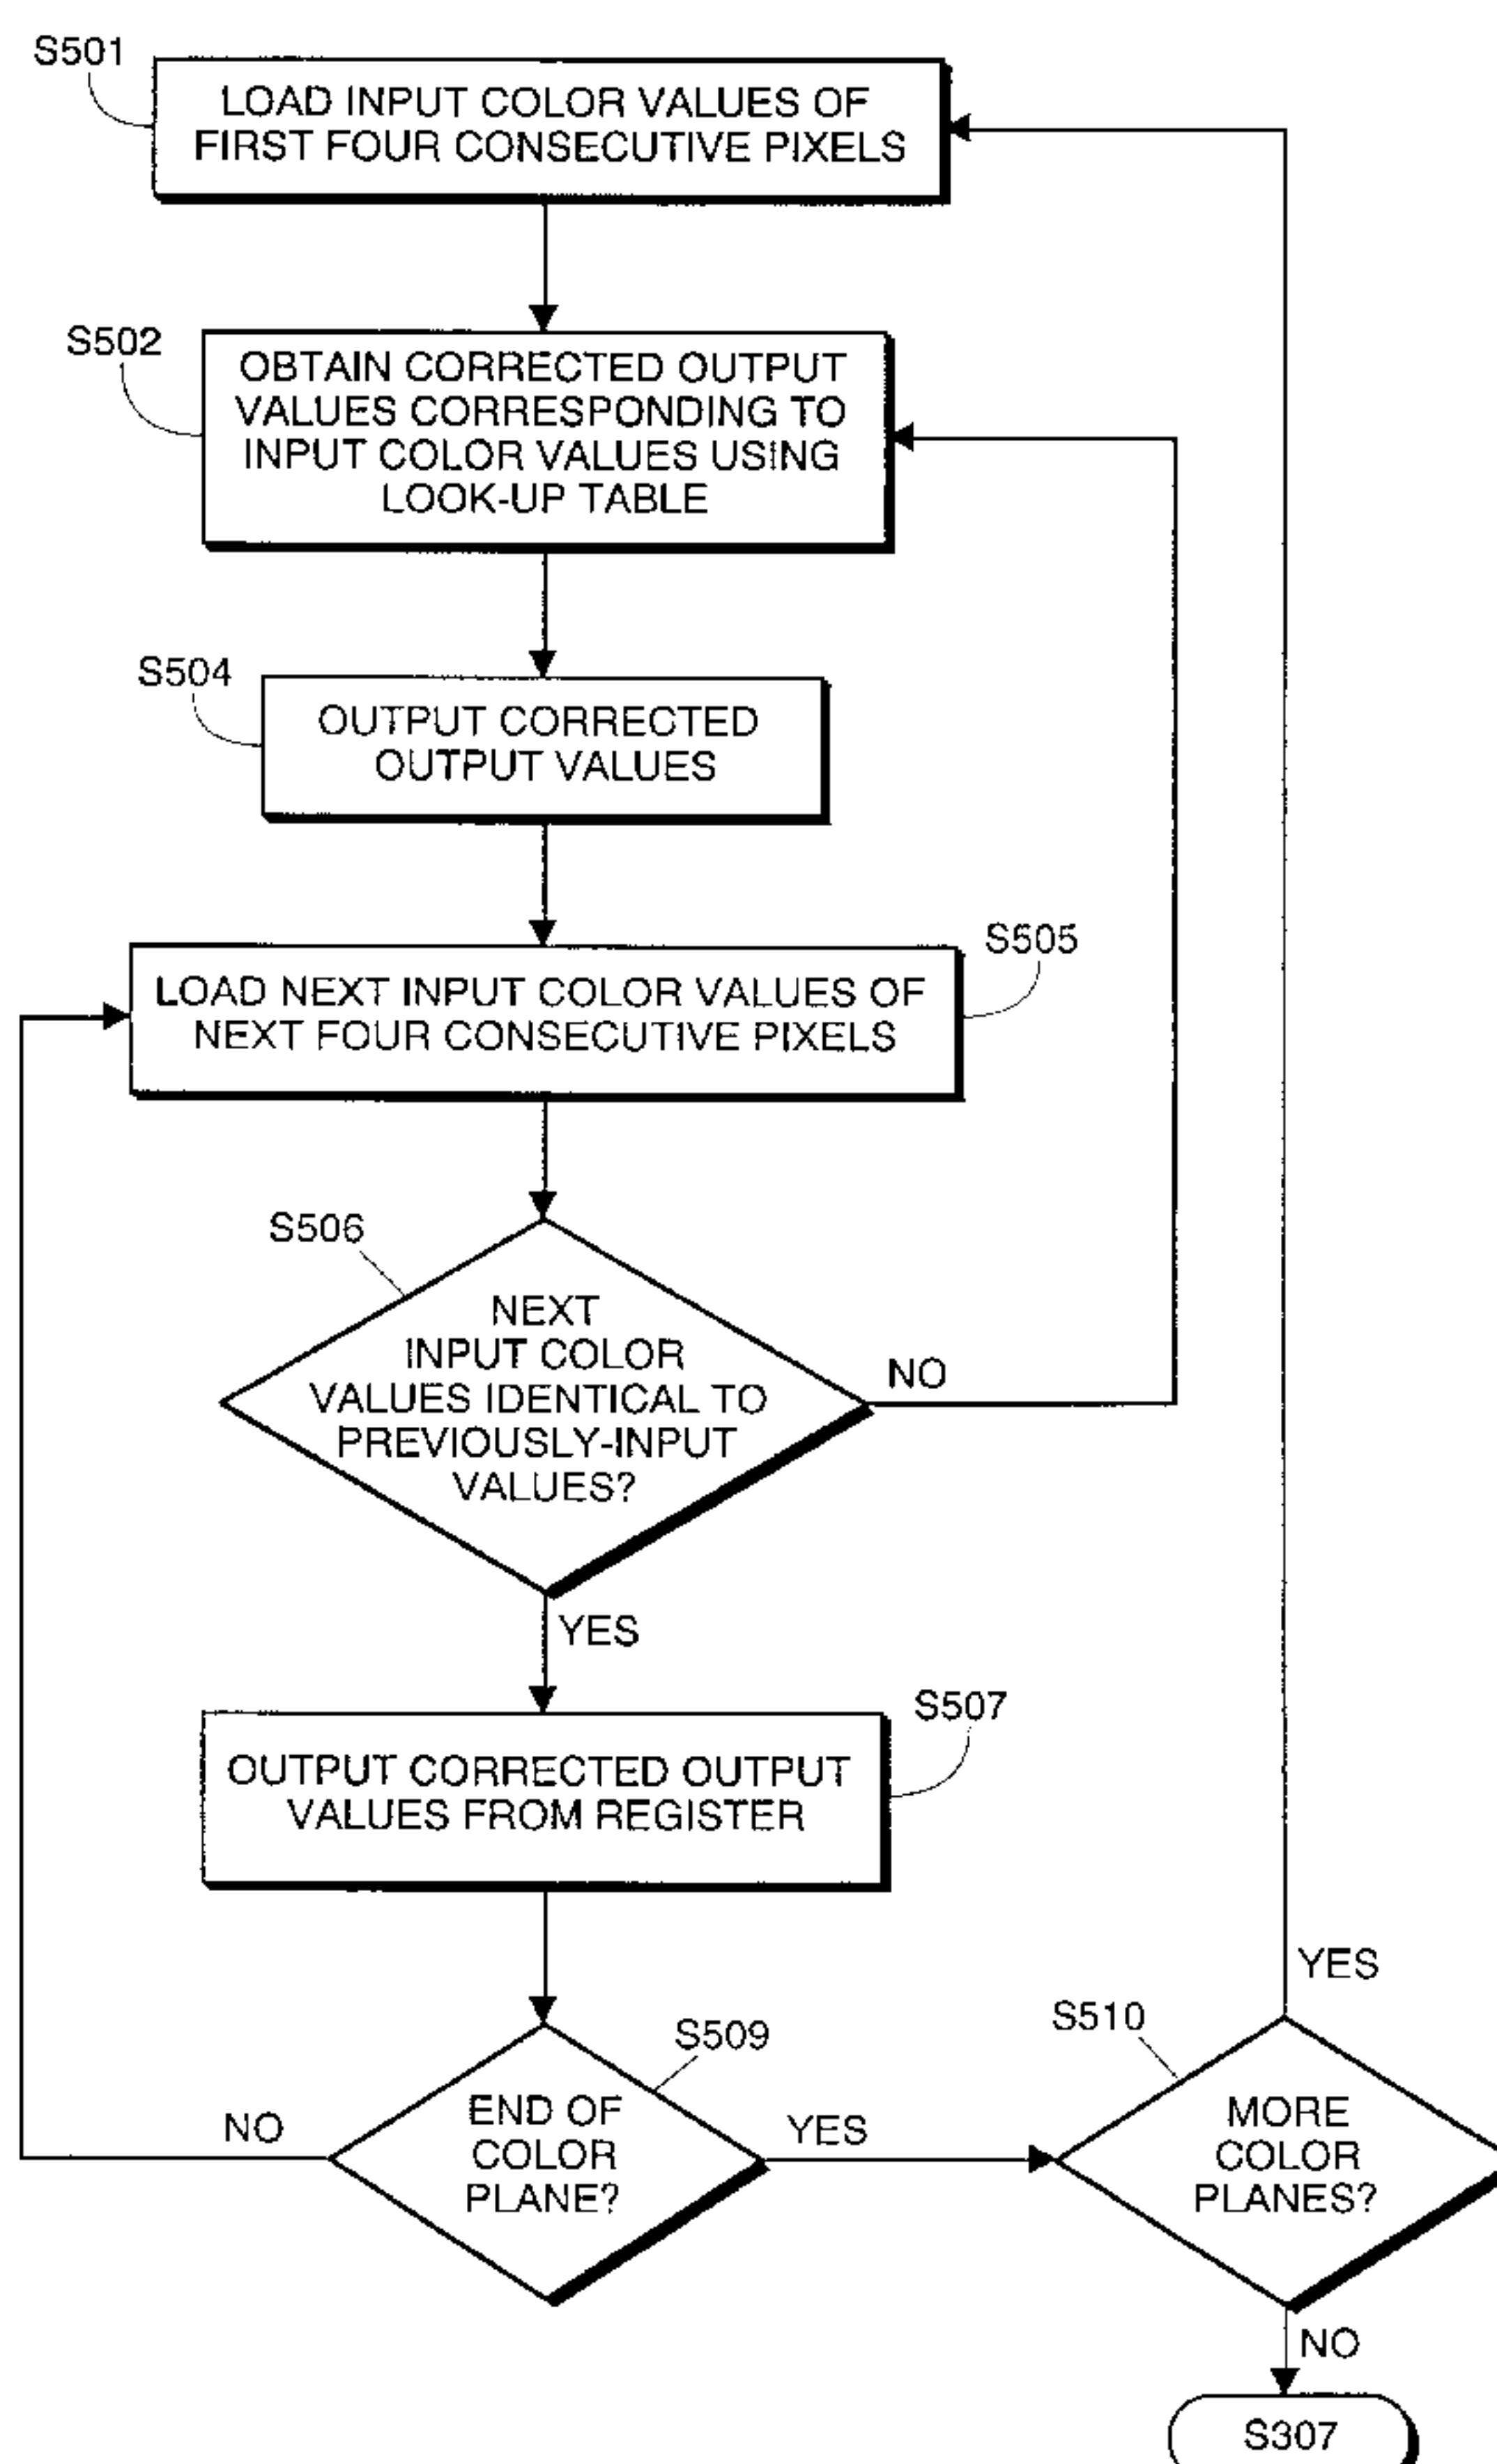 S501
LOAD INPUT COLOR VALUES OF
FIRST FOUR CONSECUTIVE PIXELS
S502
OBTAIN CORRECTED OUTPUT
VALUES CORRESPONDING TO
INPUT COLOR VALUES USING
LOOK-UP TABLE
S504
OUTPUT CORRECTED
OUTPUT VALUES
S505
LOAD NEXT INPUT COLOR VALUES OF
NEXT FOUR CONSECUTIVE PIXELS
S506
NEXT
INPUT COLOR
VALUES IDENTICAL TO
PREVIOUSLY-INPUT
VALUES?
NO
YES
S507
OUTPUT CORRECTED OUTPUT
VALUES FROM REGISTER
S509
END OF
COLOR
PLANE?
NO
YES
S510
MORE
COLOR
PLANES?
YES
NO
S307